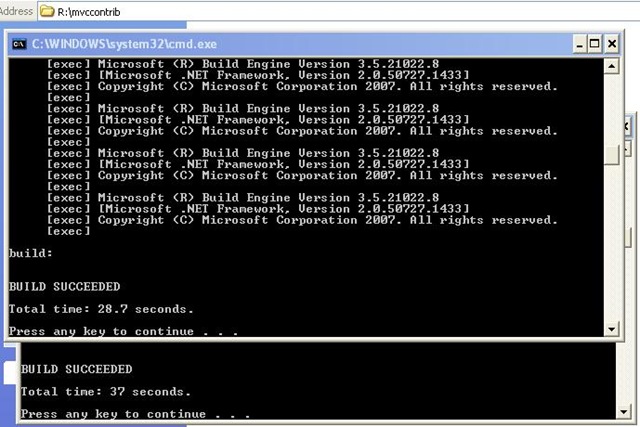 Address R:\mvccontrib
C:\WINDOWS\system32\cmd.exe
[exec] Microsoft (R) Build Engine Version 3.5.21022.8
[exec] [Microsoft .NET Framework, Version 2.0.50727.1433]
[exec] Copyright (C) Microsoft Corporation 2007. All rights reserved.
[exec]
[exec] Microsoft (R) Build Engine Version 3.5.21022.8
[exec] [Microsoft .NET Framework, Version 2.0.50727.1433]
[exec] Copyright (C) Microsoft Corporation 2007. All rights reserved.
[exec]
[exec] Microsoft (R) Build Engine Version 3.5.21022.8
[exec] [Microsoft .NET Framework, Version 2.0.50727.1433]
[exec] Copyright (C) Microsoft Corporation 2007. All rights reserved.
[exec]
[exec] Microsoft (R) Build Engine Version 3.5.21022.8
[exec] [Microsoft .NET Framework, Version 2.0.50727.1433]
[exec] Copyright (C) Microsoft Corporation 2007. All rights reserved.
[exec]
build:
BUILD SUCCEEDED
Total time: 28.7 seconds.
Press any key to continue . . .
BUILD SUCCEEDED
Total time: 37 seconds.
Press any key to continue . . .